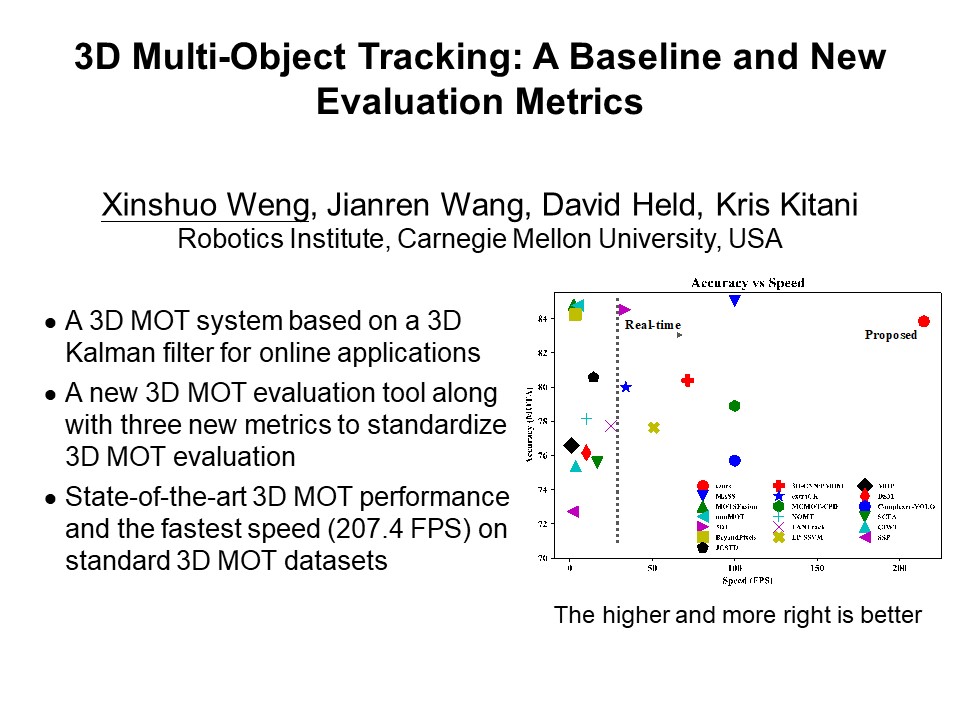 3D Multi-Object Tracking: A Baseline and New
Evaluation Metrics
Xinshuo Weng, Jianren Wang, David Held, Kris Kitani
Robotics Institute, Carnegie Mellon University, USA
● A 3D MOT system based on a 3D
Kalman filter for online applications
● A new 3D MOT evaluation tool along
with three new metrics to standardize
3D MOT evaluation
● State-of-the-art 3D MOT performance
and the fastest speed (207.4 FPS) on
standard 3D MOT datasets
Accuracy vs Speed
Accuracy (MOTA)
84
82
80
78
76
74
72
70
Real-time
Proposed
MASS
MOTSFusion
mmMOT
BeyondPixels
JCSTD
extraCK
MCMOT-CPD
NOMT
LP-SSVM
MDP
DSM
Complexer-YOLO
SCEA
CIWT
SSP
0 50 100 150 200
Speed (FPS)
The higher and more right is better